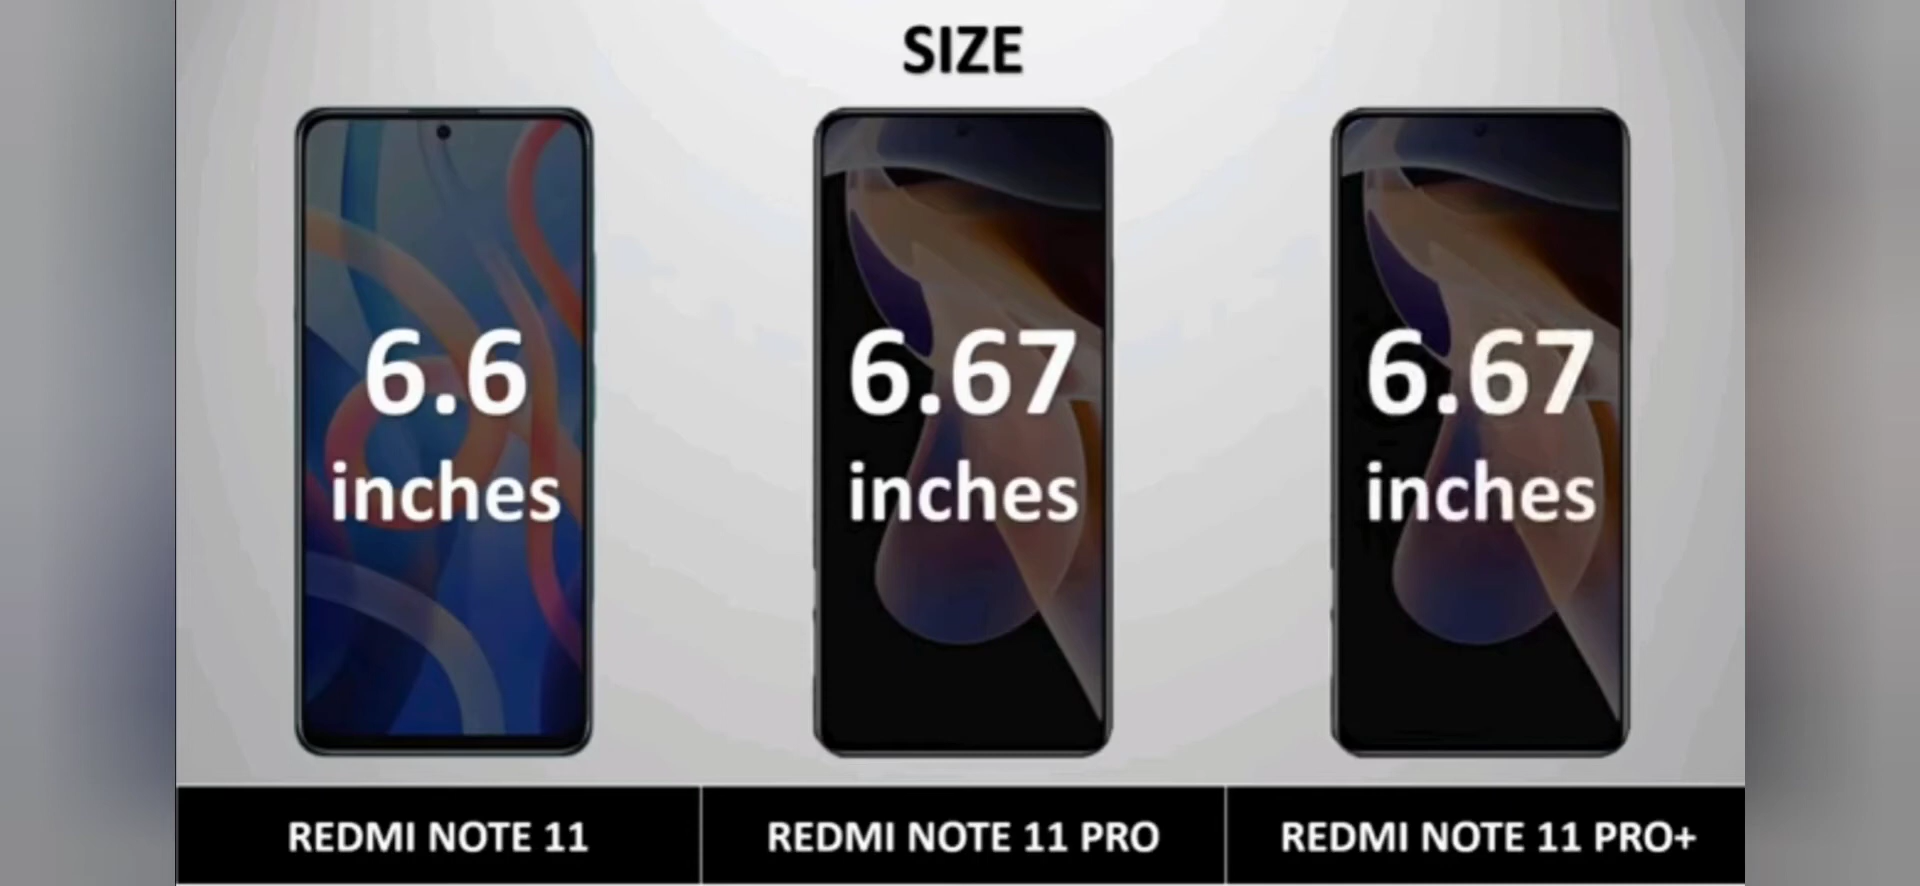 SIZE
6.6
inches
6.67
inches
6.67
inches
REDMI NOTE 11
REDMI NOTE 11 PRO
REDMI NOTE 11 PRO+